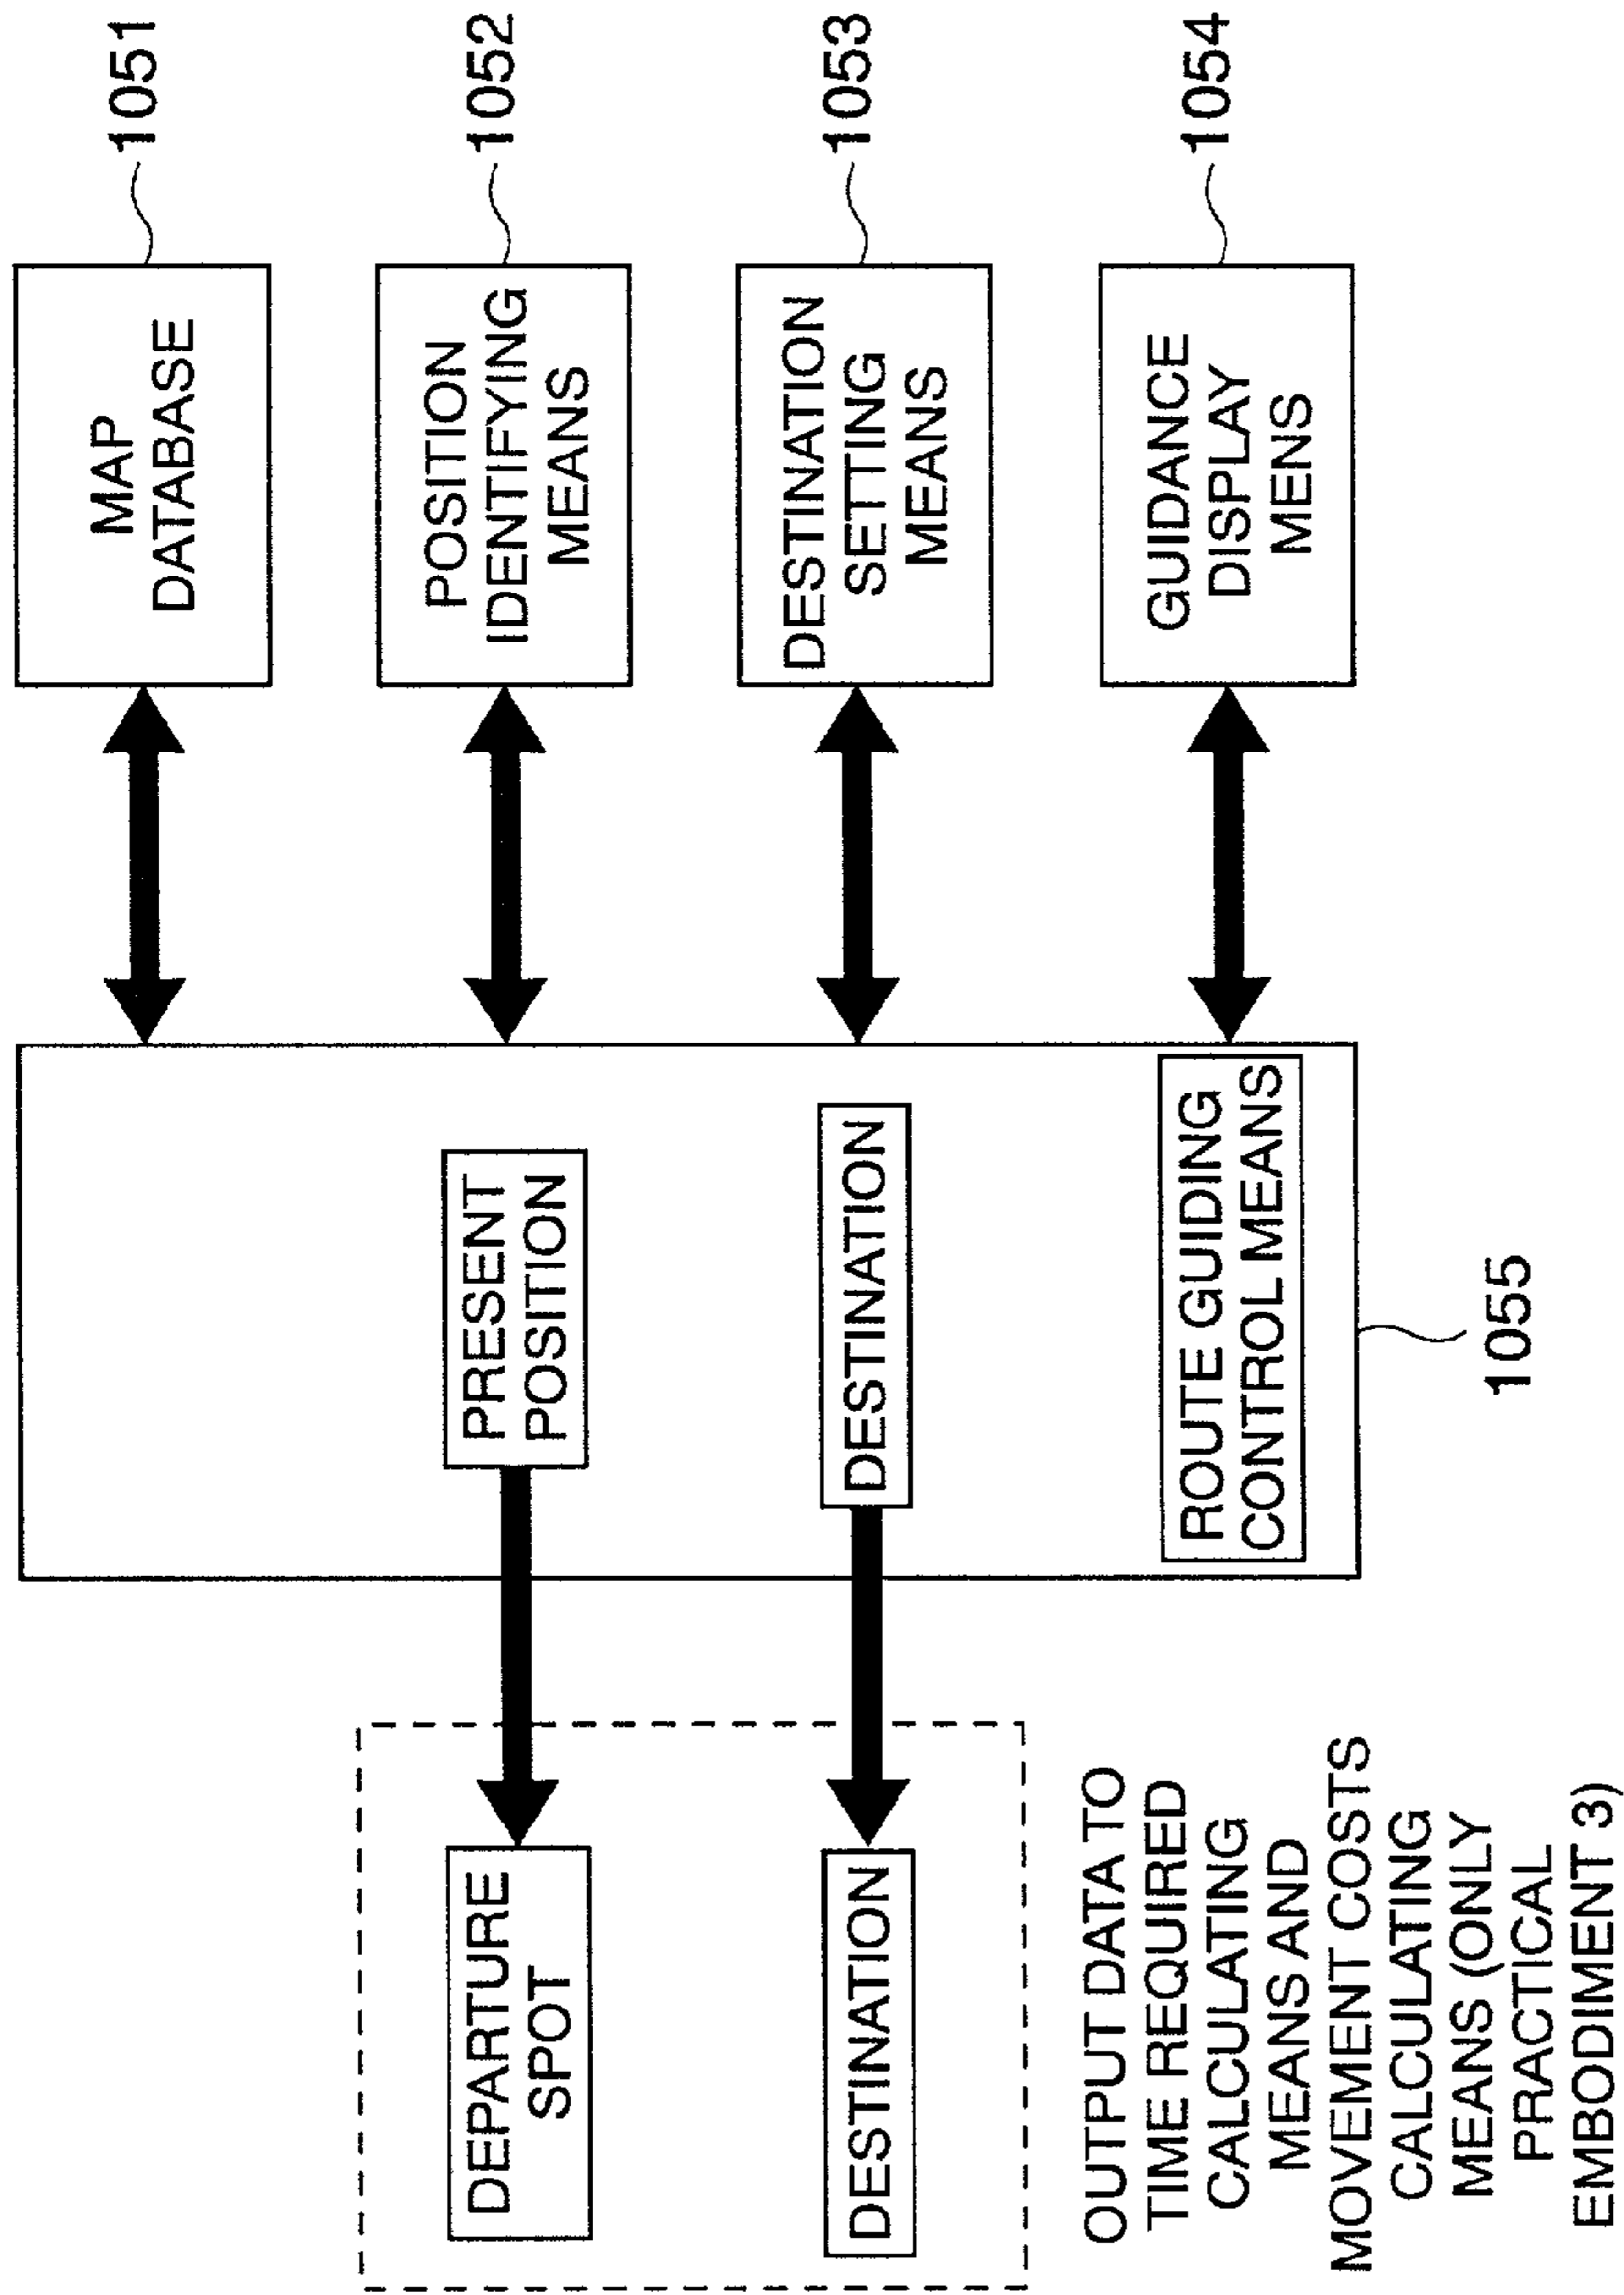 DEPARTURE
SPOT
DESTINATION
OUTPUT DATA TO
TIME REQUIRED
CALCULATING
MEANS AND
MOVEMENT COSTS
CALCULATING
MEANS (ONLY
PRACTICAL
EMBODIMENT 3)
PRESENT
POSITION
DESTINATION
ROUTE GUIDING
CONTROL MEANS
1055
MAP
DATABASE
1051
POSITION
IDENTIFYING
MEANS
1052
DESTINATION
SETTING
MEANS
1053
GUIDANCE
DISPLAY
MENS
1054